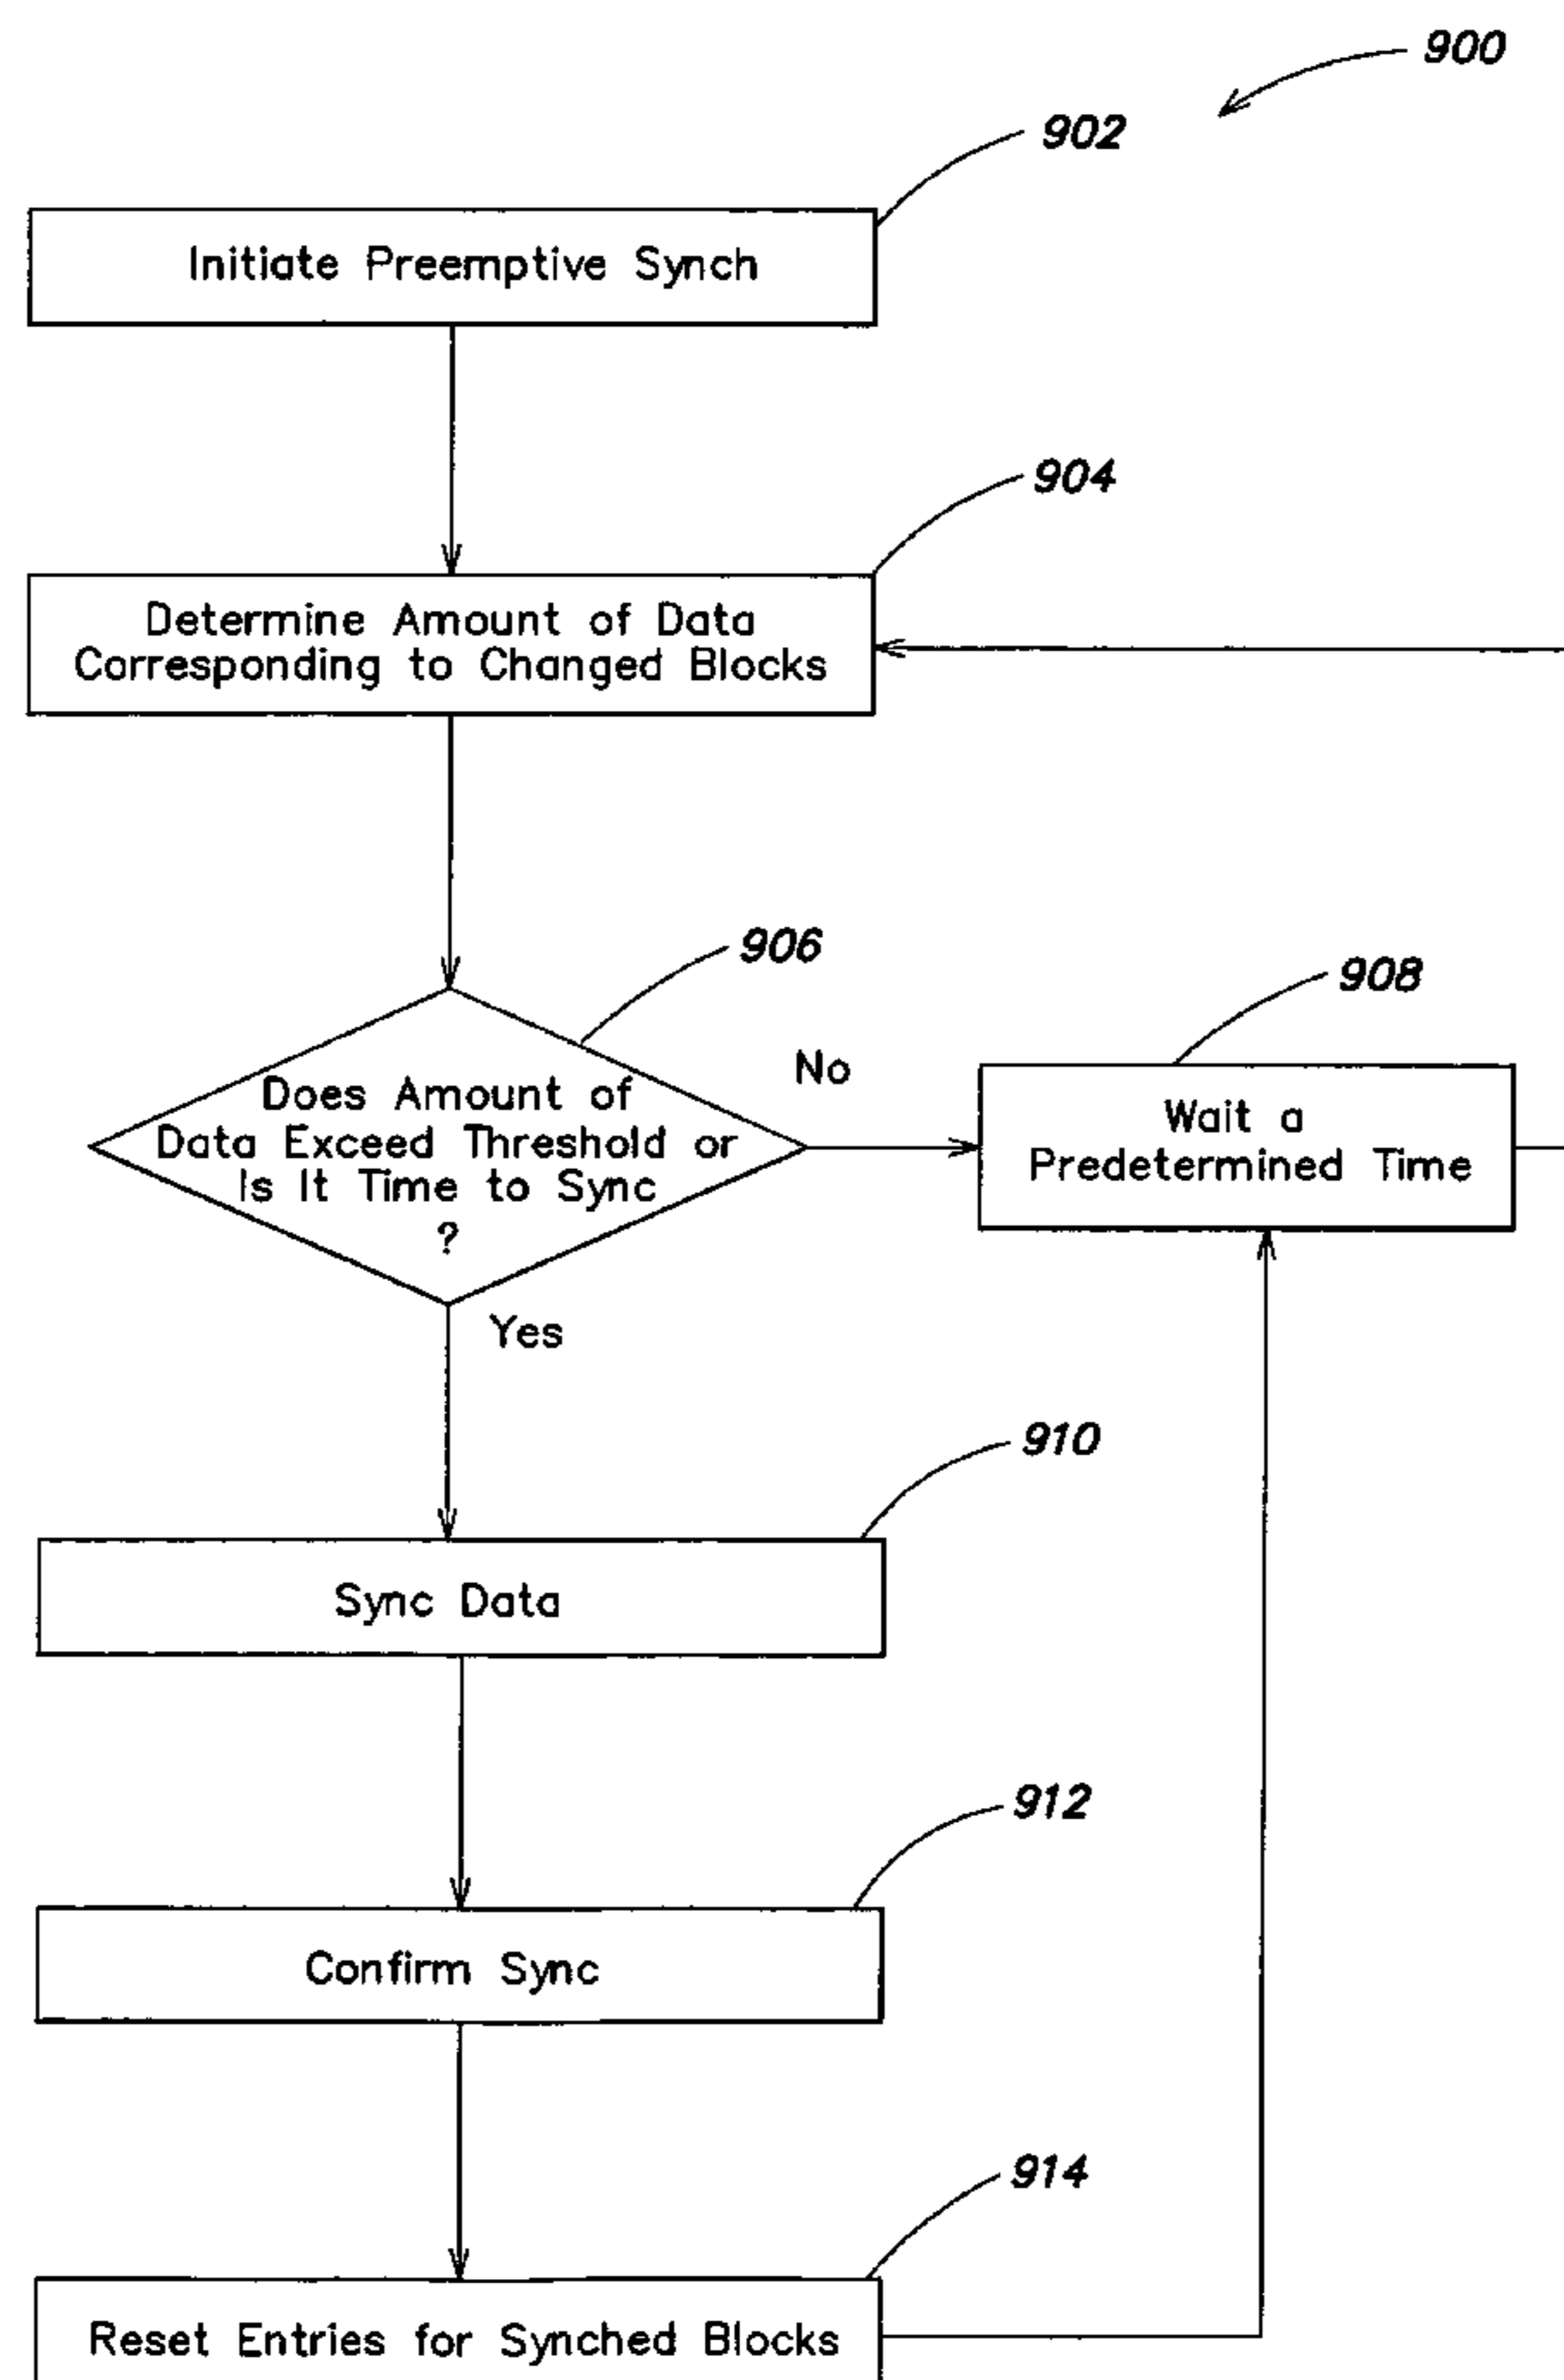 900
902
Initiate Preemptive Synch
904
Determine Amount of Data
Corresponding to Changed Blocks
906
908
No
Does Amount of
Data Exceed Threshold or
Is It Time to Sync
?
Wait a
Predetermined Time
Yes
910
Sync Data
912
Confirm Sync
914
Reset Entries for Synched Blocks